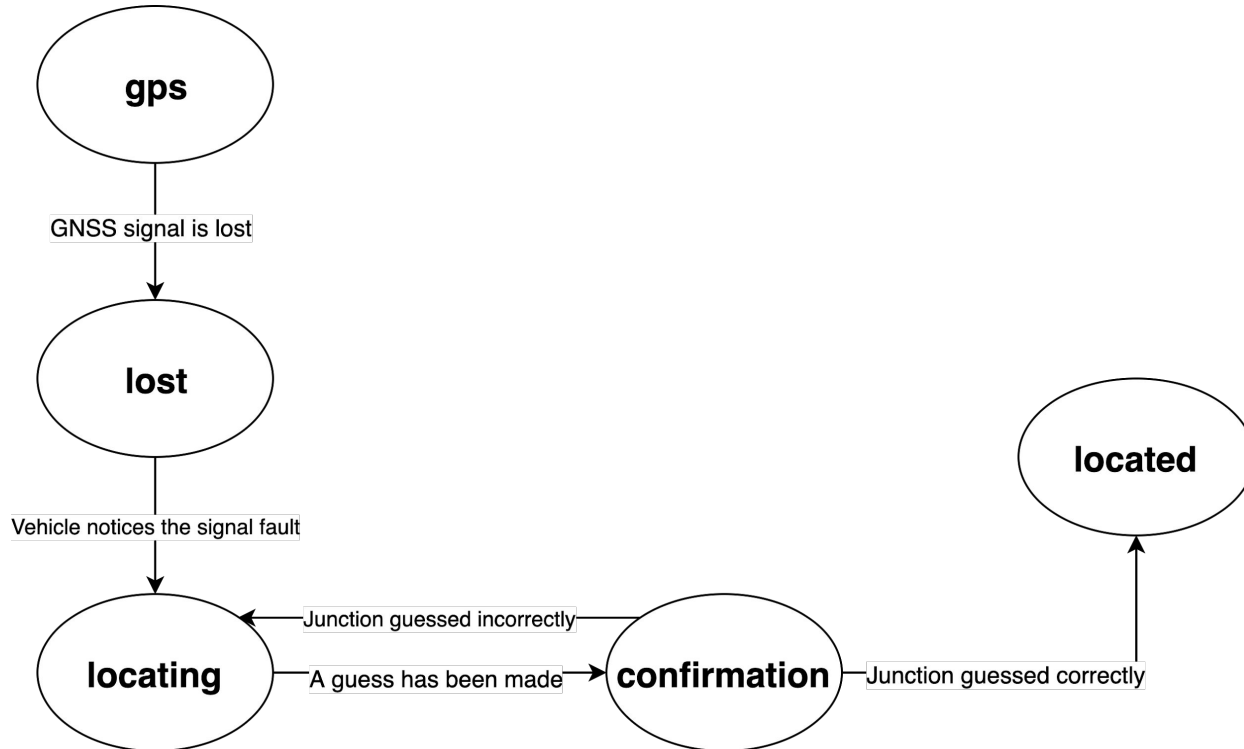 gps
GNSS signal is lost
lost
Vehicle notices the signal fault
locating
Junction guessed incorrectly
A guess has been made
confirmation
Junction guessed correctly
located